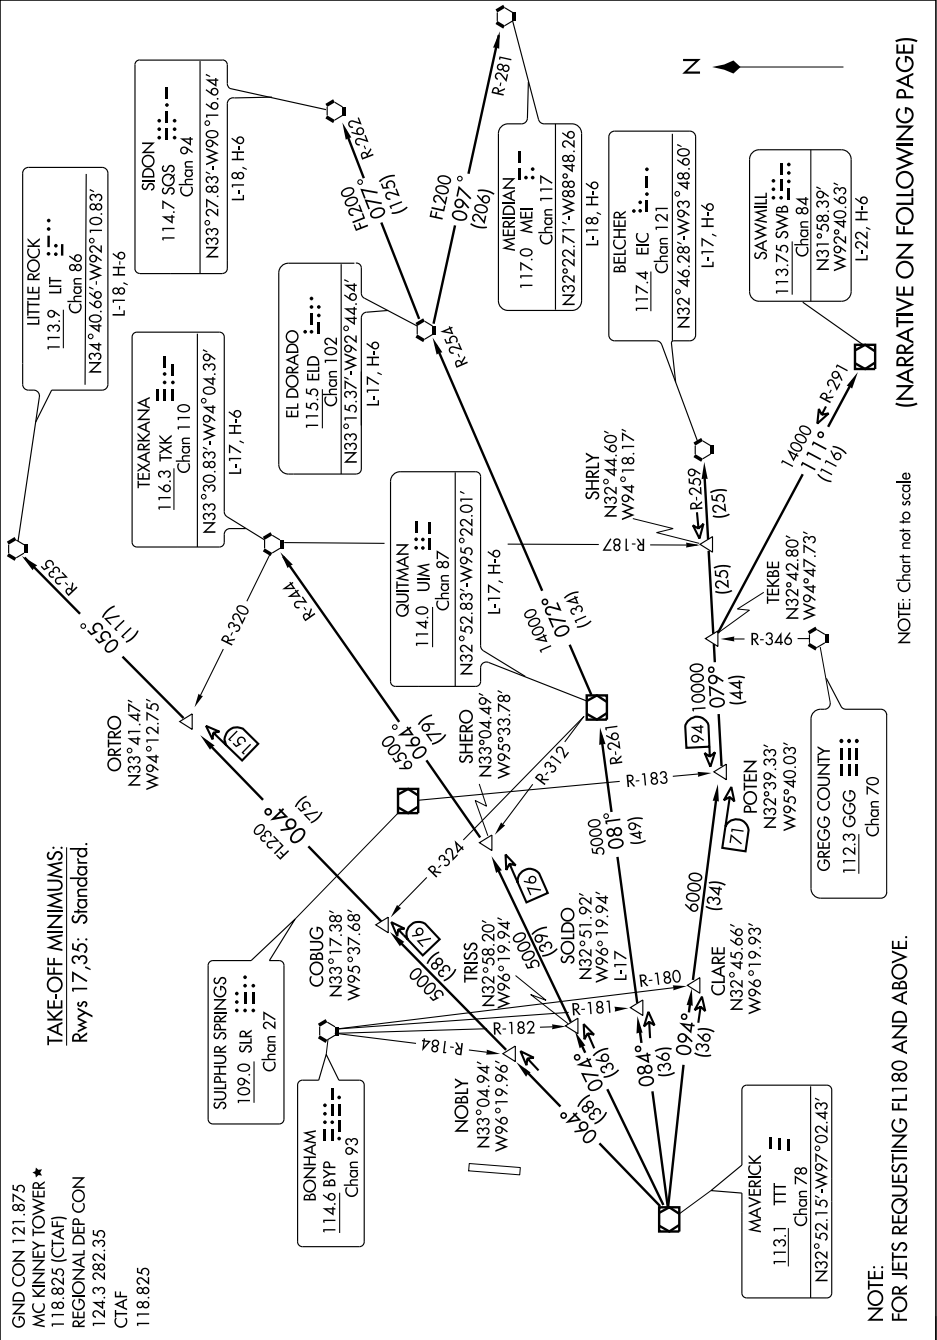 GND CON 121.875
MC KINNEY TOWER ★
118.825 (CTAF)
REGIONAL DEP CON
124.3 282.35
CTAF
118.825
TAKE-OFF MINIMUMS:
Rwys 17,35: Standard.
LITTLE ROCK
113.9 LIT
Chan 86
N34°40.66'-W92°10.83'
L-18, H-6
SIDON
114.7 SQS
Chan 94
N33°27.83'-W90°16.64'
L-18, H-6
TEXARKANA
116.3 TXK
Chan 110
N33°30.83'-W94°04.39'
L-17, H-6
EL DORADO
115.5 ELD
Chan 102
N33°15.37'-W92°44.64'
L-17, H-6
MERIDIAN
117.0 MEI
Chan 117
N32°22.71'-W88°48.26
L-18, H-6
BELCHER
117.4 EIC
Chan 121
N32°46.28'-W93°48.60'
L-17, H-6
SAWMILL
113.75 SWB
Chan 84
N31°58.39'
W92°40.63'
L-22, H-6
QUITMAN
114.0 UIM
Chan 87
N32°52.83'-W95°22.01'
L-17, H-6
SULPHUR SPRINGS
109.0 SLR
Chan 27
BONHAM
114.6 BYP
Chan 93
GREGG COUNTY
112.3 GGG
Chan 70
MAVERICK
113.1 TTT
Chan 78
N32°52.15'-W97°02.43'
ORTRO
N33°41.47'
W94°12.75'
COBUG
N33°17.38'
W95°37.68'
NOBLY
N33°04.94'
W96°19.96'
TRISS
N32°58.20'
W96°19.94'
SHERO
N33°04.49'
W95°33.78'
SOLDO
N32°51.92'
W96°19.94'
L-17
CLARE
N32°45.66'
W96°19.93'
POTEN
N32°39.33'
W95°40.03'
TEKBE
N32°42.80'
W94°47.73'
SHRLY
N32°44.60'
W94°18.17'
R-235
055°
(117)
R-320
151
FL230
064°
(75)
76
5000
(38)
064°
(38)
R-184
R-182
R-181
R-180
R-324
R-312
R-244
6500
064°
(79)
76
5000
(39)
074°
(36)
R-261
5000
081°
(49)
084°
(36)
R-183
6000
(34)
71
094°
(36)
94
10000
079°
(44)
R-346
(25)
R-187
R-259
(25)
14000
111°
(116)
R-291
14000
072°
(134)
R-254
FL200
077°
(125)
R-262
FL200
097°
(206)
R-281
N
NOTE: Chart not to scale
(NARRATIVE ON FOLLOWING PAGE)
NOTE:
FOR JETS REQUESTING FL180 AND ABOVE.